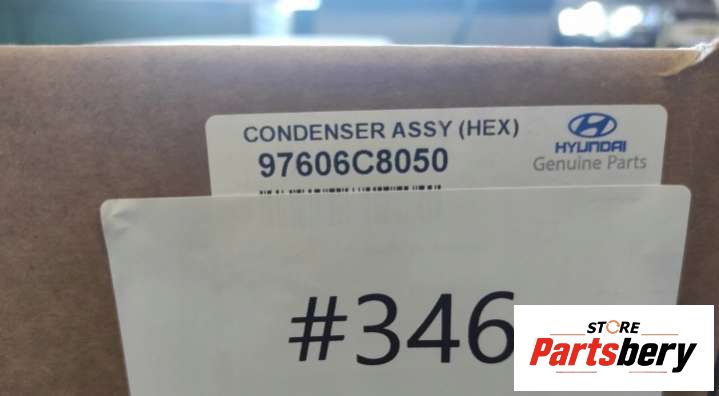 CONDENSER ASSY (HEX)
97606C8050
HYUNDAI
Genuine Parts
#346
STORE
Partsbery